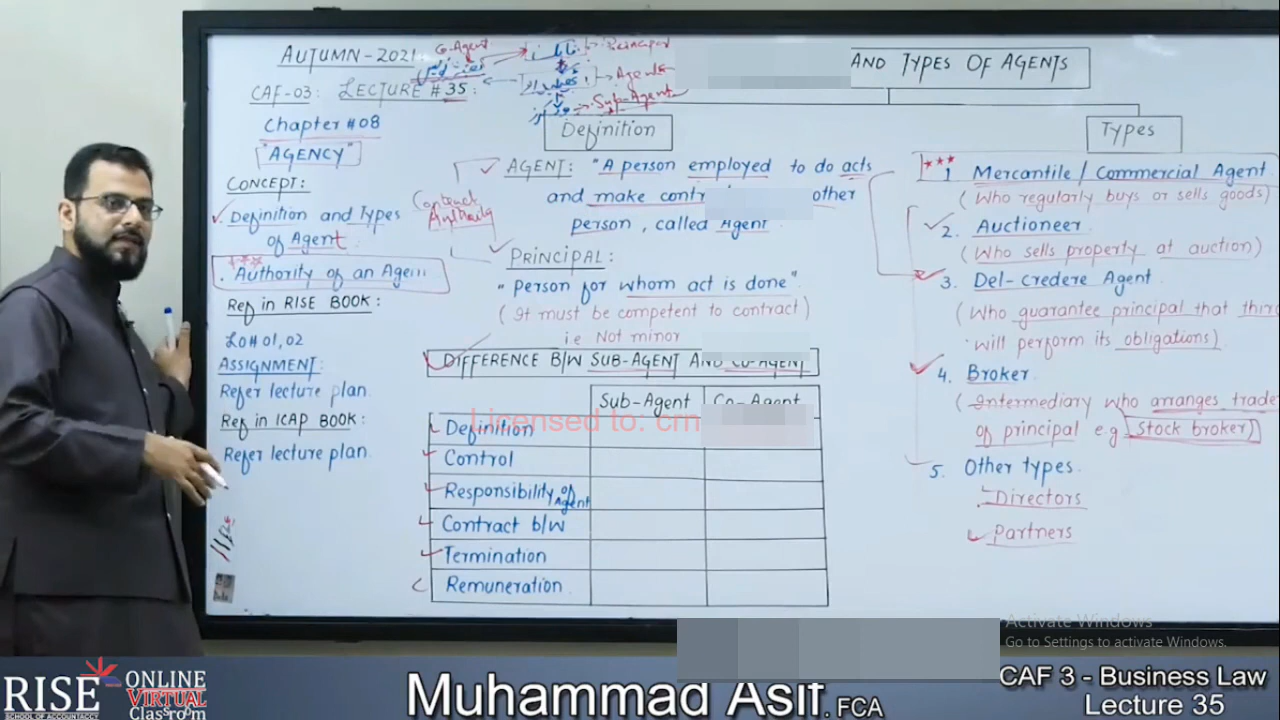 AUTUMN-2021
CAF-03: LECTURE #35:
Chapter #08
"AGENCY"
CONCEPT:
Definition and Types
of Agent
***
Authority of an Age
Ref in RISE BOOK:
LO# 01,02
ASSIGNMENT:
Refer lecture plan.
Ref in ICAP BOOK:
Refer lecture plan.
Co-Agent
Principal
Agent
Sub-Agent
AND TYPES OF AGENTS
Definition
AGENT: "A person employed to do acts
and make contr other
person, called Agent
Contract
Authority
PRINCIPAL:
"person for whom act is done".
(It must be competent to contract)
i.e Not minor
DIFFERENCE B/W SUB-AGENT AND CO-AGENT
Sub-Agent Co-Agent
Definition
Control
Responsibility of Agent
Contract b/w
Termination
Remuneration
Licensed to: cm
Types
***
1 Mercantile / Commercial Agent
(Who regularly buys or sells goods)
2. Auctioneer
(Who sells property at auction)
3. Del-credere Agent
(Who guarantee principal that third
will perform its obligations)
4. Broker
(Intermediary who arranges trade
of principal e.g Stock broker)
5. Other types.
Directors
Partners
Activate Windows
Go to Settings to activate Windows.
RISE
SCHOOL OF ACCOUNTANCY
ONLINE
VIRTUAL
Classroom
Muhammad Asif. FCA
CAF 3 - Business Law
Lecture 35